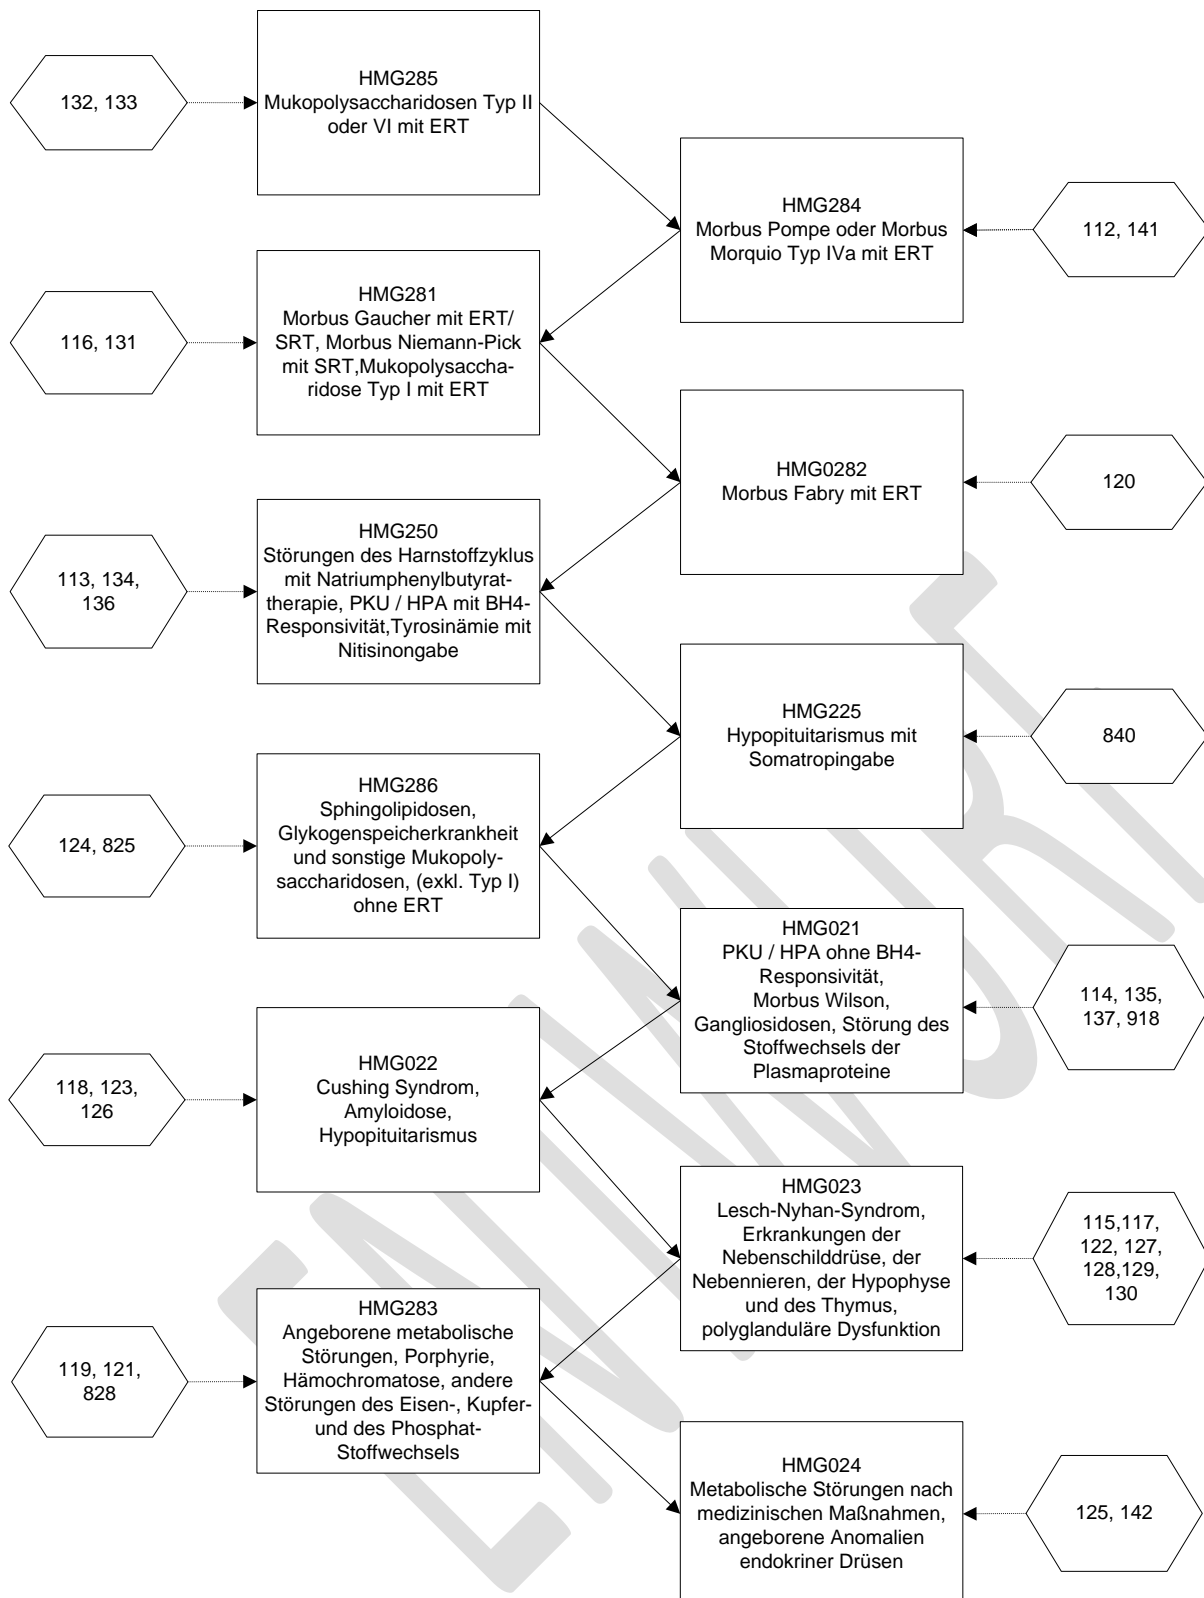 132, 133
HMG285
Mukopolysaccharidosen Typ II
oder VI mit ERT
HMG284
Morbus Pompe oder Morbus
Morquio Typ IVa mit ERT
112, 141
116, 131
HMG281
Morbus Gaucher mit ERT/
SRT, Morbus Niemann-Pick
mit SRT,Mukopolysaccha-
ridose Typ I mit ERT
HMG0282
Morbus Fabry mit ERT
120
113, 134,
136
HMG250
Störungen des Harnstoffzyklus
mit Natriumphenylbutyrat-
therapie, PKU / HPA mit BH4-
Responsivität,Tyrosinämie mit
Nitisinongabe
HMG225
Hypopituitarismus mit
Somatropingabe
840
124, 825
HMG286
Sphingolipidosen,
Glykogenspeicherkrankheit
und sonstige Mukopoly-
saccharidosen, (exkl. Typ I)
ohne ERT
HMG021
PKU / HPA ohne BH4-
Responsivität,
Morbus Wilson,
Gangliosidosen, Störung des
Stoffwechsels der
Plasmaproteine
114, 135,
137, 918
118, 123,
126
HMG022
Cushing Syndrom,
Amyloidose,
Hypopituitarismus
HMG023
Lesch-Nyhan-Syndrom,
Erkrankungen der
Nebenschilddrüse, der
Nebennieren, der Hypophyse
und des Thymus,
polyglanduläre Dysfunktion
115,117,
122, 127,
128,129,
130
119, 121,
828
HMG283
Angeborene metabolische
Störungen, Porphyrie,
Hämochromatose, andere
Störungen des Eisen-, Kupfer-
und des Phosphat-
Stoffwechsels
HMG024
Metabolische Störungen nach
medizinischen Maßnahmen,
angeborene Anomalien
endokriner Drüsen
125, 142
ENTWURF